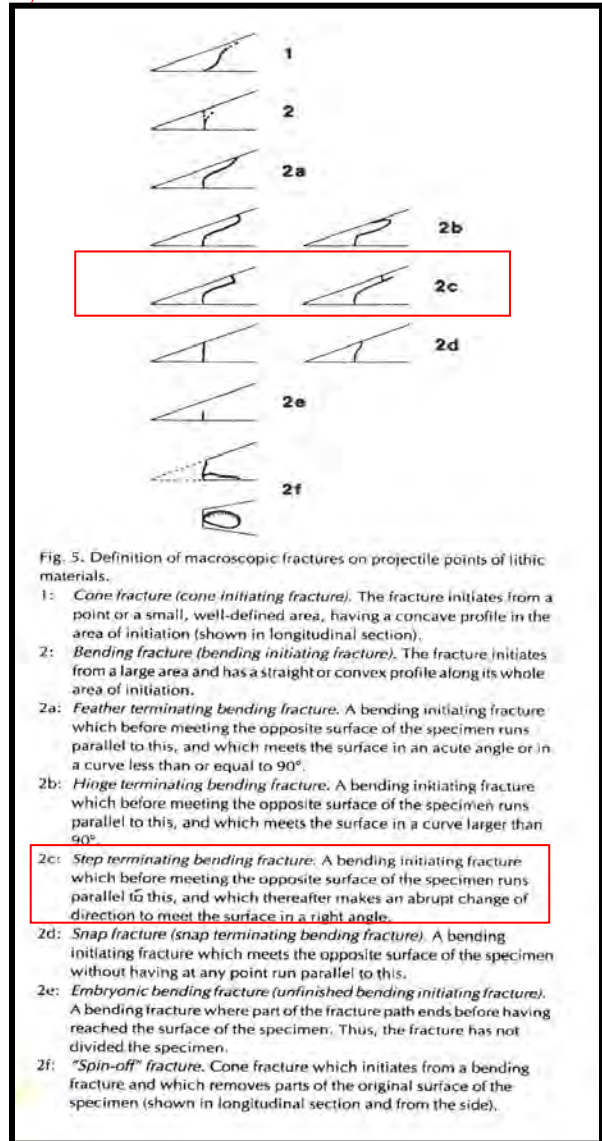 1
2
2a
2b
2c
2d
2e
2f
Fig. 5. Definition of macroscopic fractures on projectile points of lithic
materials.
1: Cone fracture (cone initiating fracture). The fracture initiates from a
point or a small, well-defined area, having a concave profile in the
area of initiation (shown in longitudinal section).
2: Bending fracture (bending initiating fracture). The fracture initiates
from a large area and has a straight or convex profile along its whole
area of initiation.
2a: Feather terminating bending fracture. A bending initiating fracture
which before meeting the opposite surface of the specimen runs
parallel to this, and which meets the surface in an acute angle or in
a curve less than or equal to 90°.
2b: Hinge terminating bending fracture. A bending initiating fracture
which before meeting the opposite surface of the specimen runs
parallel to this, and which meets the surface in a curve larger than
90°.
2c: Step terminating bending fracture. A bending initiating fracture
which before meeting the opposite surface of the specimen runs
parallel to this, and which thereafter makes an abrupt change of
direction to meet the surface in a right angle.
2d: Snap fracture (snap terminating bending fracture). A bending
initiating fracture which meets the opposite surface of the specimen
without having at any point run parallel to this.
2e: Embryonic bending fracture (unfinished bending initiating fracture).
A bending fracture where part of the fracture path ends before having
reached the surface of the specimen. Thus, the fracture has not
divided the specimen.
2f: "Spin-off" fracture. Cone fracture which initiates from a bending
fracture and which removes parts of the original surface of the
specimen (shown in longitudinal section and from the side).